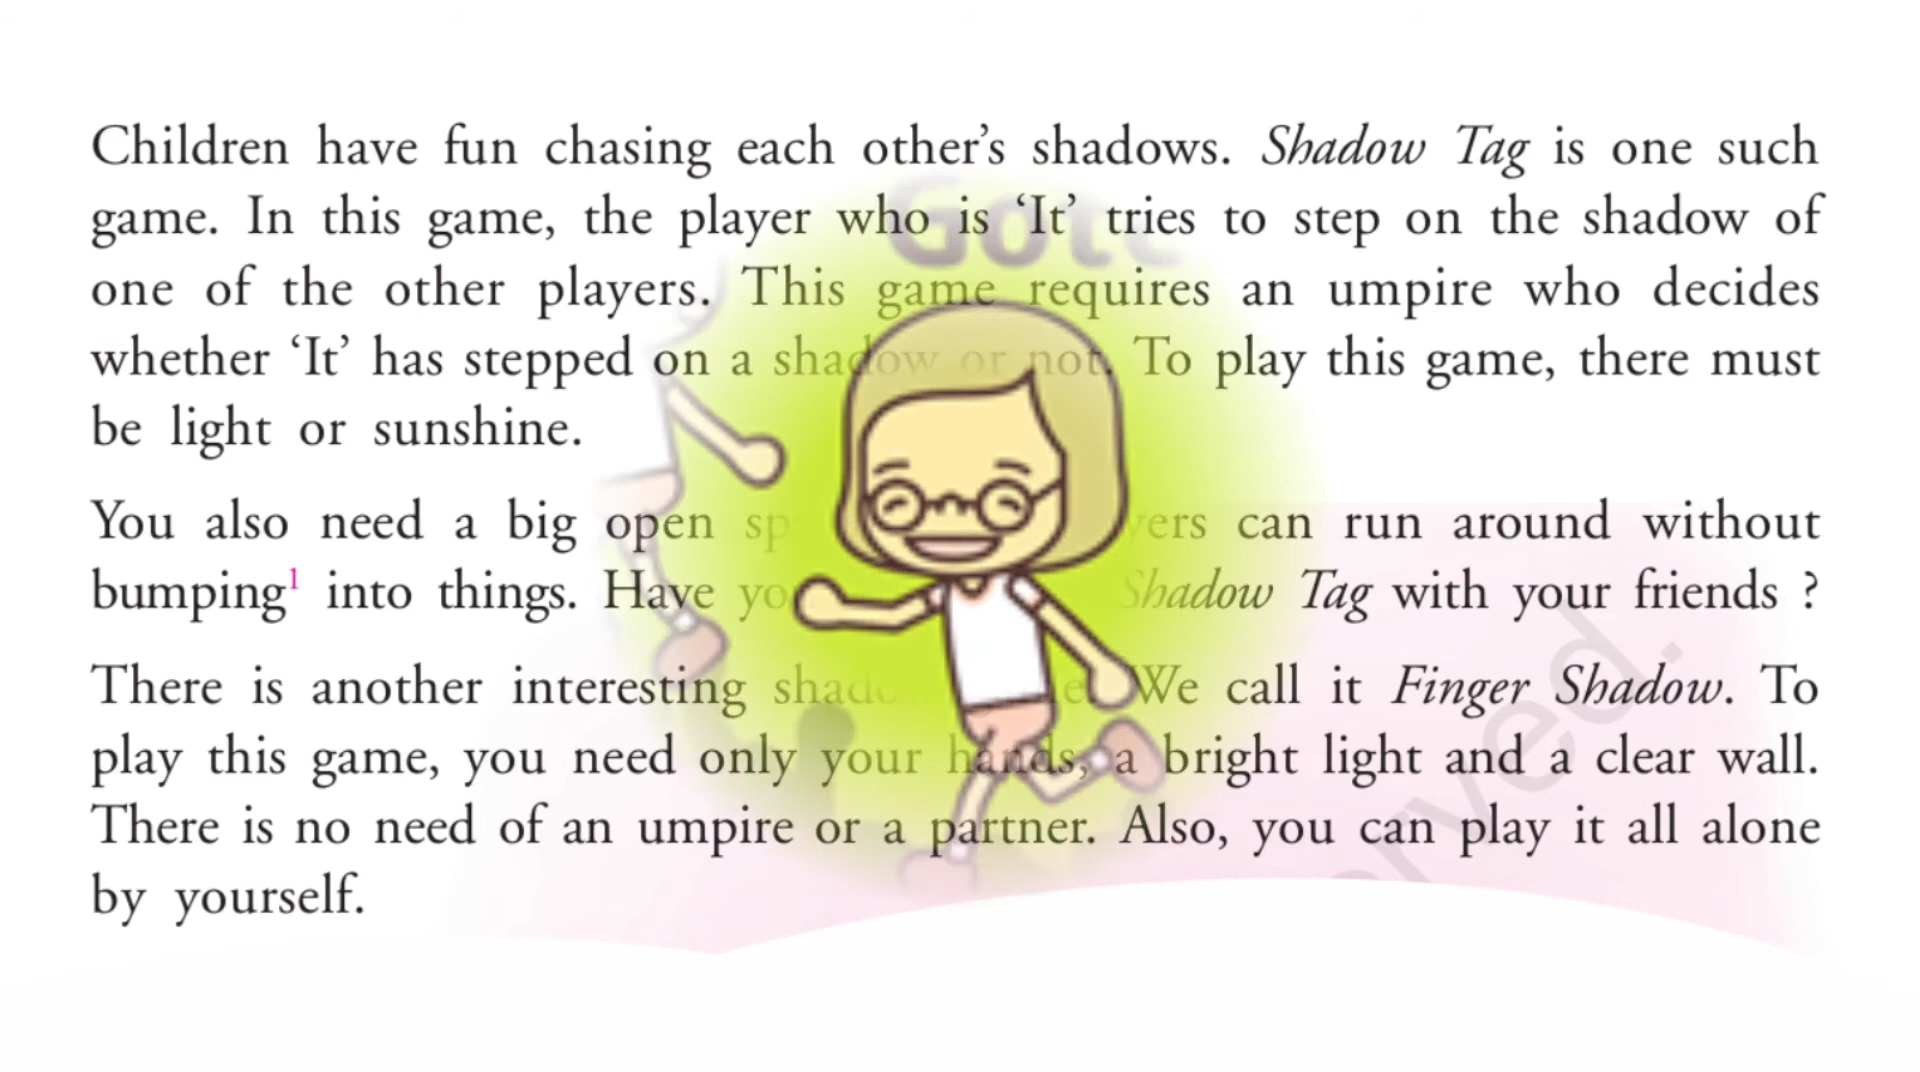 Children have fun chasing each other’s shadows. Shadow Tag is one such
game. In this game, the player who is ‘It’ tries to step on the shadow of
one of the other players. This game requires an umpire who decides
whether ‘It’ has stepped on a shadow or not. To play this game, there must
be light or sunshine.
You also need a big open can run around without
bumping¹ into things. Have Shadow Tag with your friends ?
There is another interesting We call it Finger Shadow. To
play this game, you need only your hands, a bright light and a clear wall.
There is no need of an umpire or a partner. Also, you can play it all alone
by yourself.